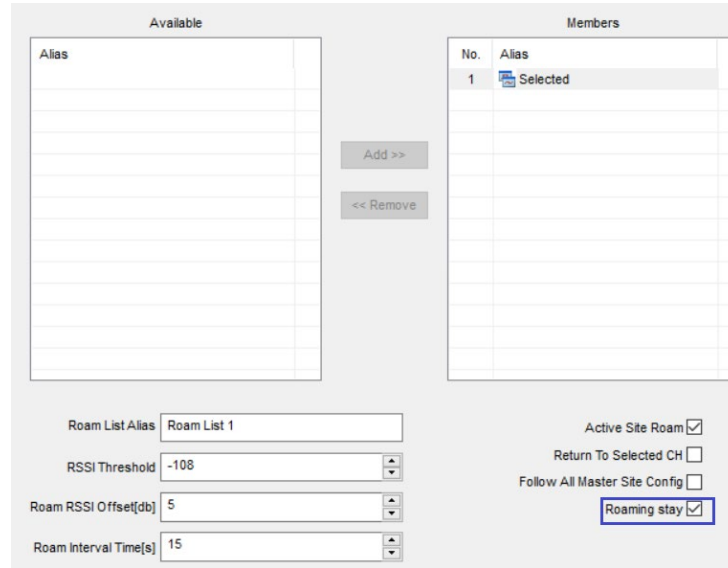 Available
Members
Alias
No. Alias
1 Selected
Add >>
<< Remove
Roam List Alias Roam List 1
Active Site Roam
RSSI Threshold -108
Return To Selected CH
Follow All Master Site Config
Roam RSSI Offset[db] 5
Roaming stay
Roam Interval Time[s] 15